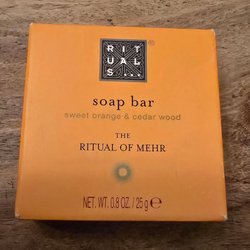 RITUALS...
soap bar
sweet orange & cedar wood
THE
RITUAL OF MEHR
NET. WT. 0.8 OZ. / 25 g ℮